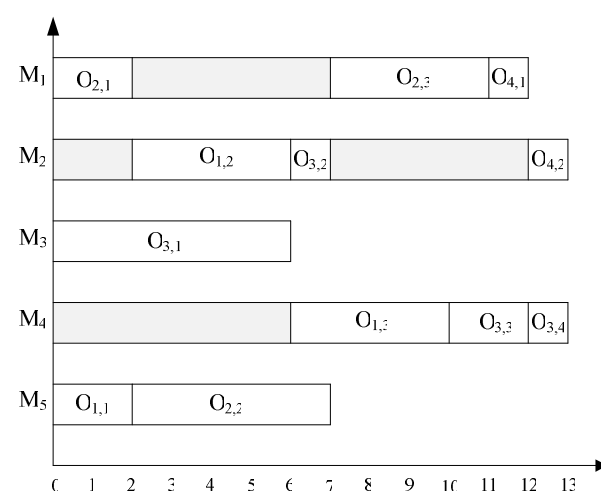 M1 O2,1 O2,3 O4,1
M2 O1,2 O3,2 O4,2
M3 O3,1
M4 O1,3 O3,3 O3,4
M5 O1,1 O2,2
0 1 2 3 4 5 6 7 8 9 10 11 12 13